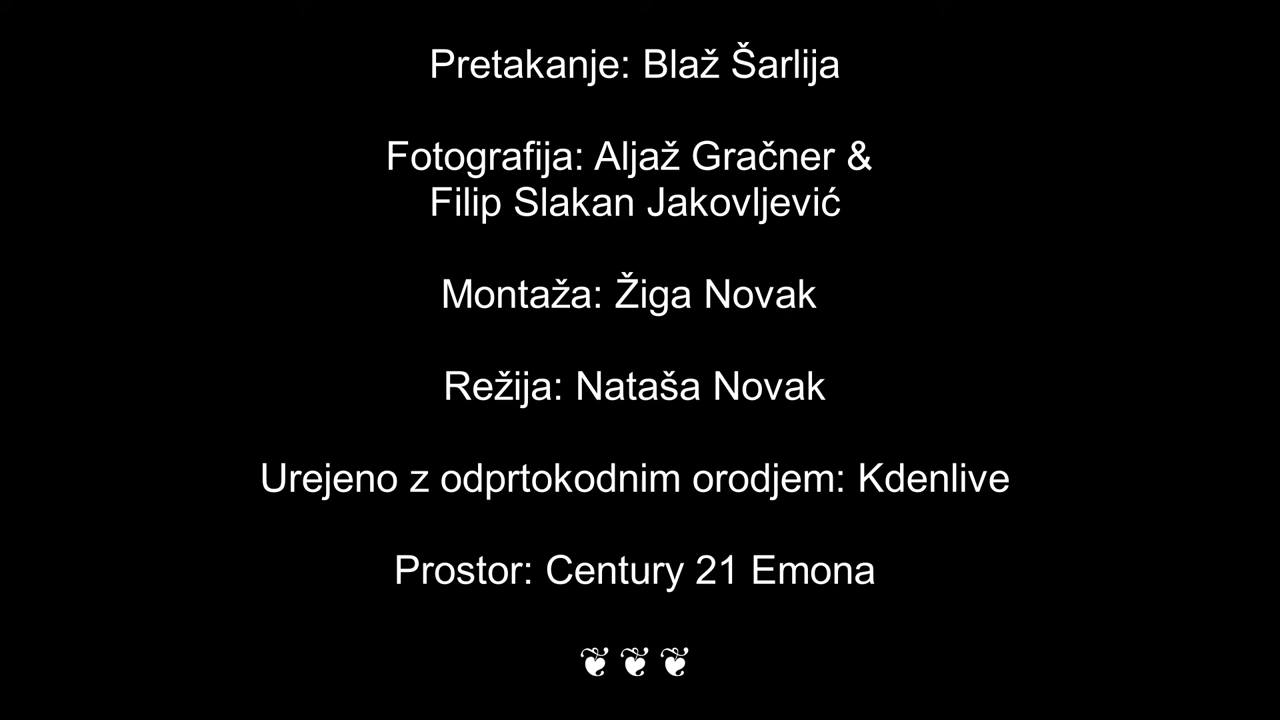 Pretakanje: Blaž Šarlija
Fotografija: Aljaž Gračner &
Filip Slakan Jakovljević
Montaža: Žiga Novak
Režija: Nataša Novak
Urejeno z odprtokodnim orodjem: Kdenlive
Prostor: Century 21 Emona
❦ ❦ ❦